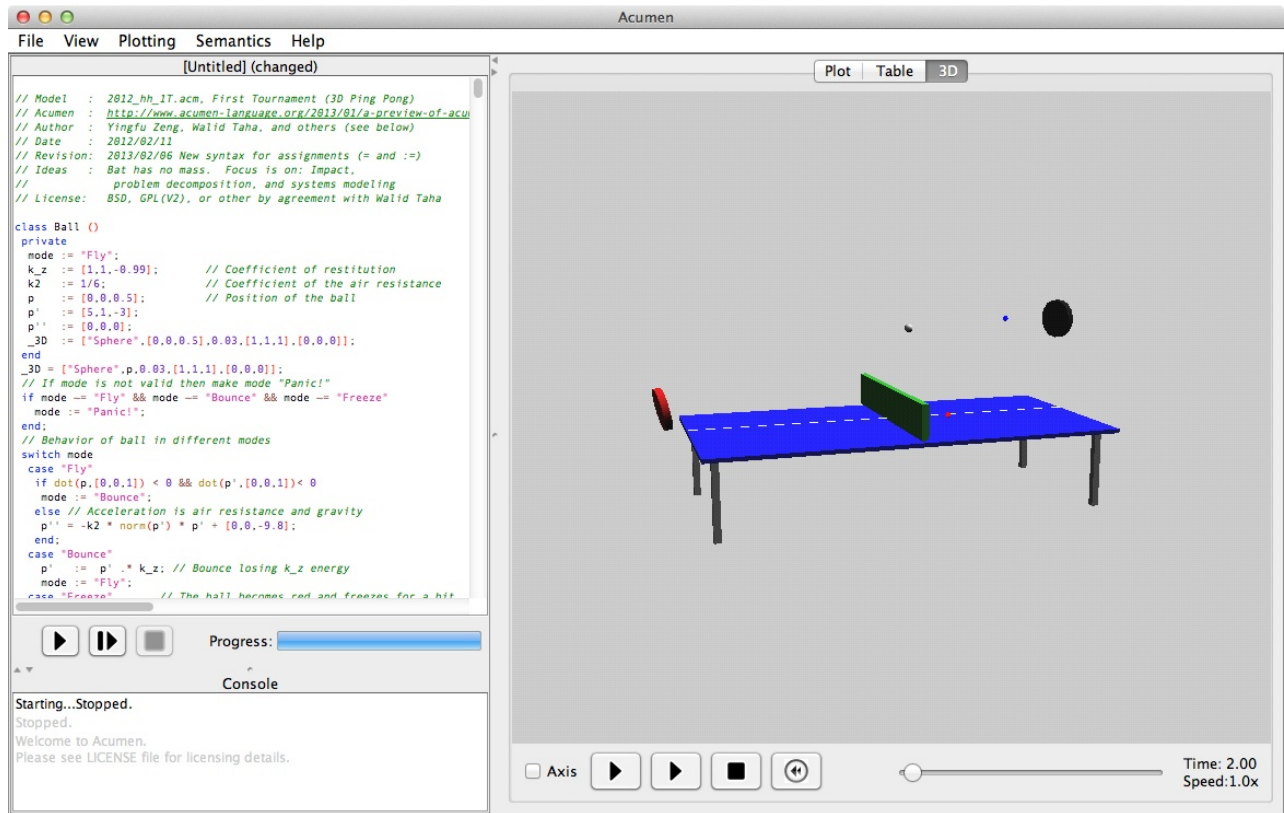 Acumen
File View Plotting Semantics Help
[Untitled] (changed)
// Model   :  2012_hh_1T.acm, First Tournament (3D Ping Pong)
// Acumen  :  http://www.acumen-language.org/2013/01/a-preview-of-acu
// Author  :  Yingfu Zeng, Walid Taha, and others (see below)
// Date    :  2012/02/11
// Revision:  2013/02/06 New syntax for assignments (= and :=)
// Ideas   :  Bat has no mass.  Focus is on: Impact,
//             problem decomposition, and systems modeling
// License:   BSD, GPL(V2), or other by agreement with Walid Taha
class Ball ()
 private
  mode := "Fly";
  k_z  := [1,1,-0.99];       // Coefficient of restitution
  k2   := 1/6;               // Coefficient of the air resistance
  p    := [0,0,0.5];         // Position of the ball
  p'   := [5,1,-3];
  p''  := [0,0,0];
  _3D  := ["Sphere",[0,0,0.5],0.03,[1,1,1],[0,0,0]];
 end
 _3D = ["Sphere",p,0.03,[1,1,1],[0,0,0]];
 // If mode is not valid then make mode "Panic!"
 if mode ~= "Fly" && mode ~= "Bounce" && mode ~= "Freeze"
   mode := "Panic!";
 end;
 // Behavior of ball in different modes
 switch mode
  case "Fly"
   if dot(p,[0,0,1]) < 0 && dot(p',[0,0,1])< 0
    mode := "Bounce";
   else // Acceleration is air resistance and gravity
    p'' = -k2 * norm(p') * p' + [0,0,-9.8];
   end;
  case "Bounce"
    p'   :=  p' .* k_z; // Bounce losing k_z energy
    mode := "Fly";
  case "Freeze"      // The ball becomes red and freezes for a bit
Progress:
Console
Starting...Stopped.
Stopped.
Welcome to Acumen.
Please see LICENSE file for licensing details.
Plot Table 3D
Axis
Time: 2.00
Speed:1.0x